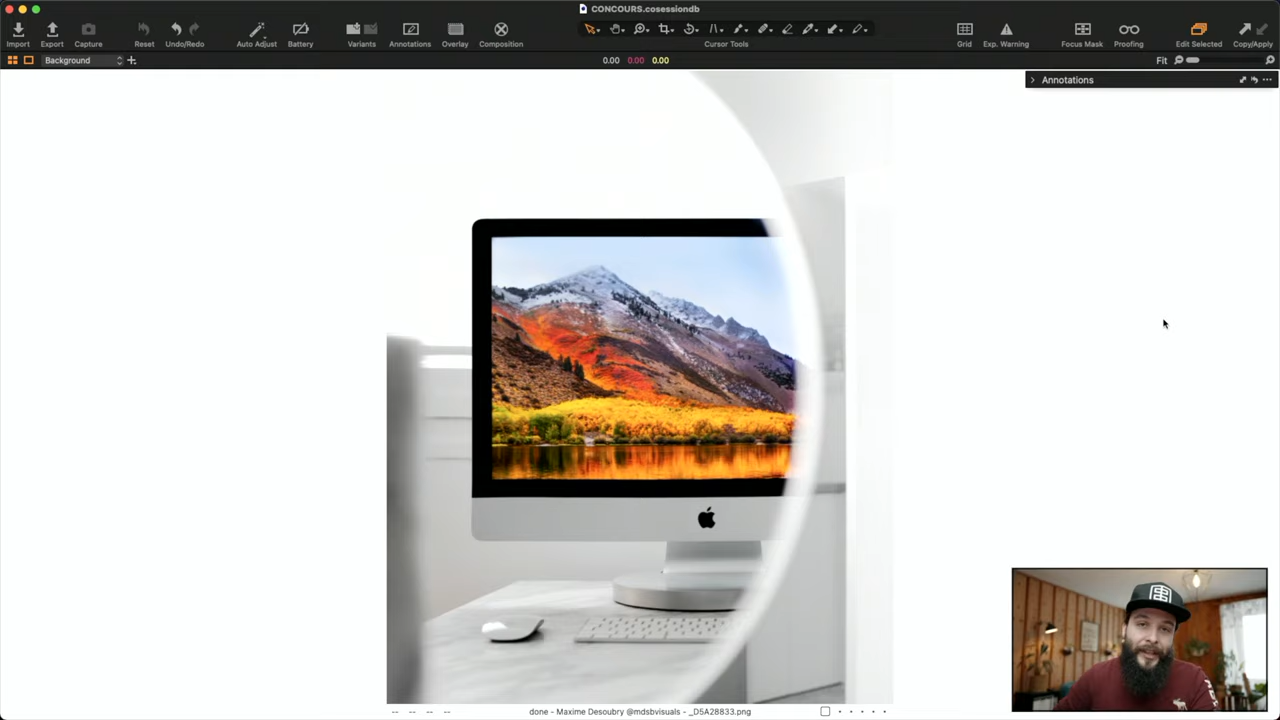 CONCOURS.cosessiondb
Import
Export
Capture
Reset
Undo/Redo
Auto Adjust
Battery
Variants
Annotations
Overlay
Composition
Cursor Tools
Grid
Exp. Warning
Focus Mask
Proofing
Edit Selected
Copy/Apply
Background
0.00 0.00 0.00
Fit
Annotations
-- -- -- --
done - Maxime Desoubry @mdsbvisuals - _D5A28833.png